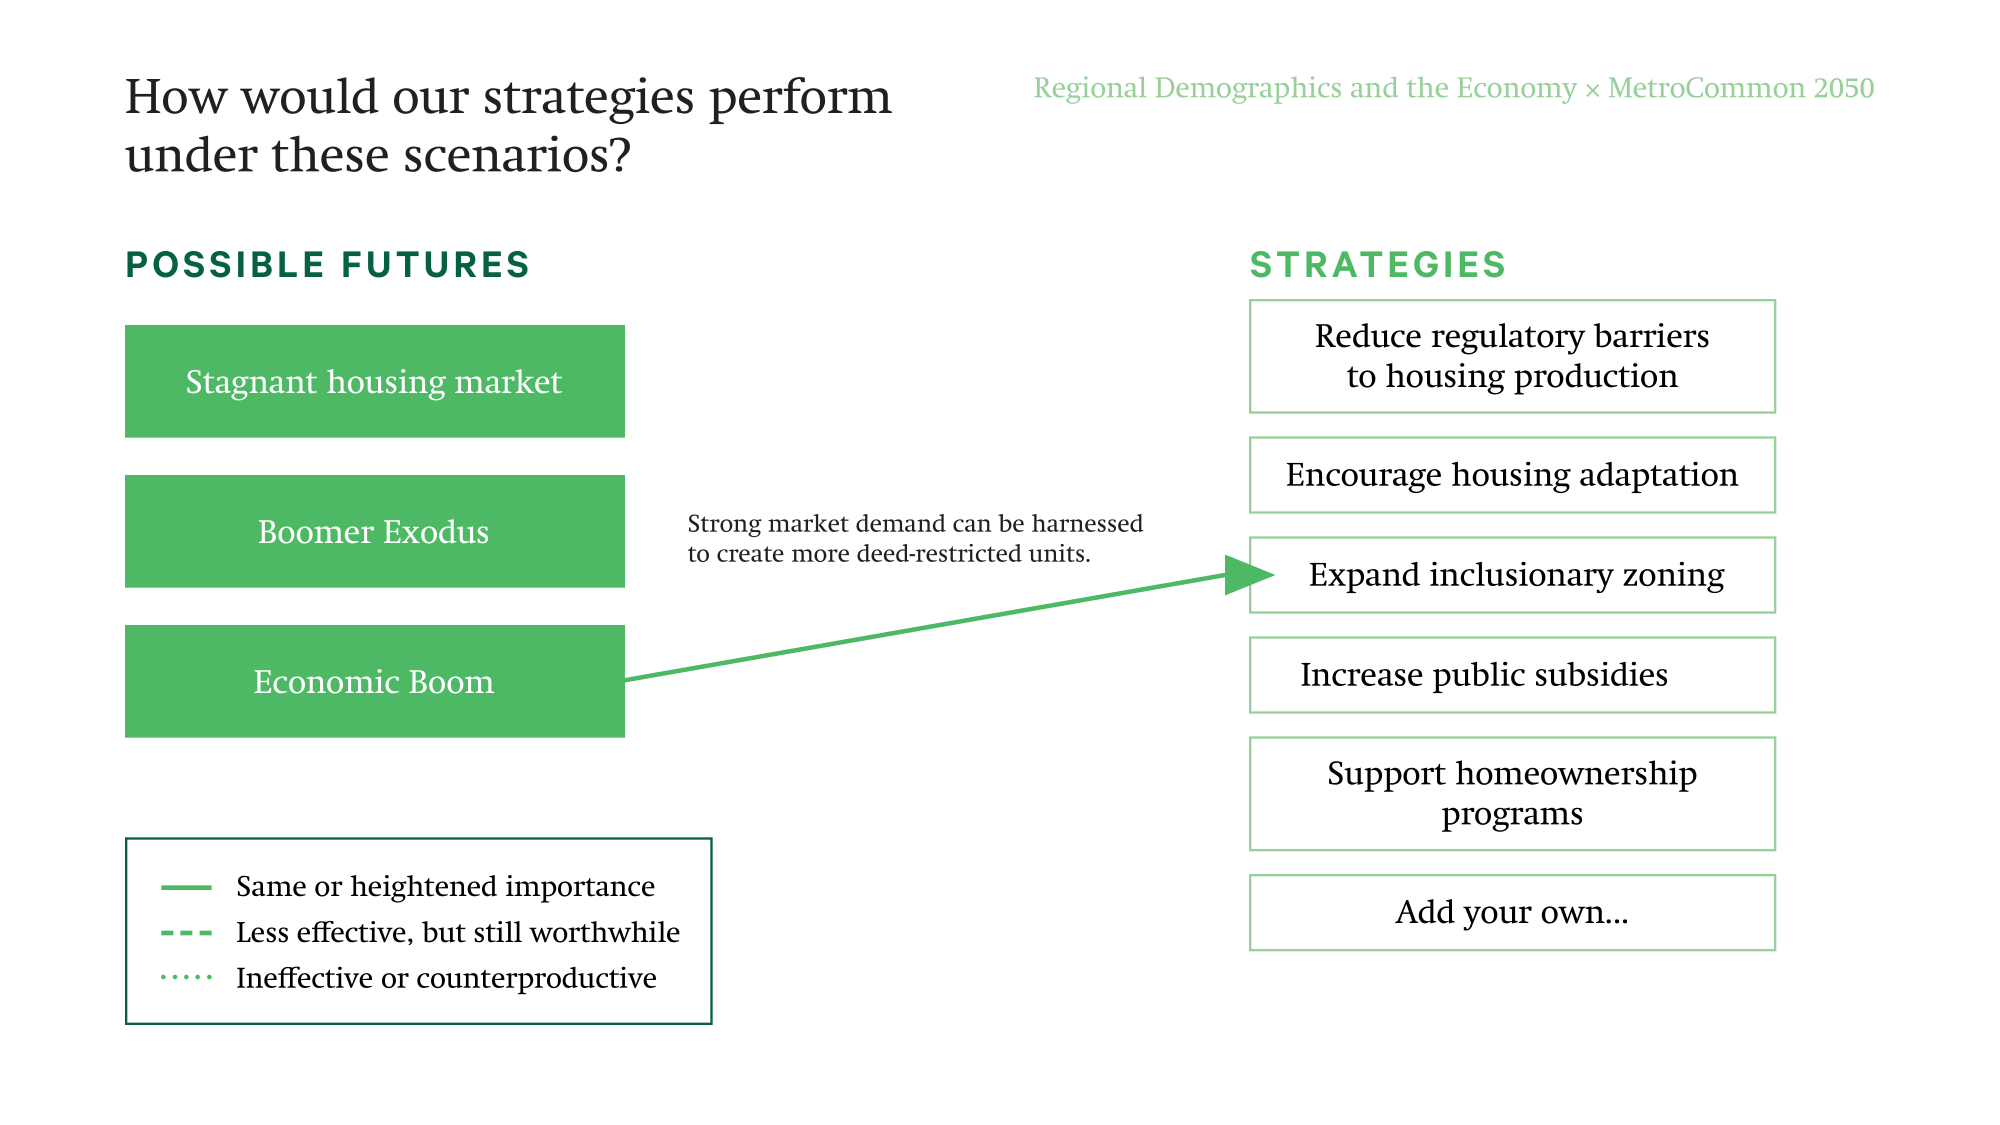 How would our strategies perform
under these scenarios?
Regional Demographics and the Economy × MetroCommon 2050
POSSIBLE FUTURES
Stagnant housing market
Boomer Exodus
Economic Boom
Strong market demand can be harnessed
to create more deed-restricted units.
STRATEGIES
Reduce regulatory barriers
to housing production
Encourage housing adaptation
Expand inclusionary zoning
Increase public subsidies
Support homeownership
programs
Add your own...
Same or heightened importance
Less effective, but still worthwhile
Ineffective or counterproductive